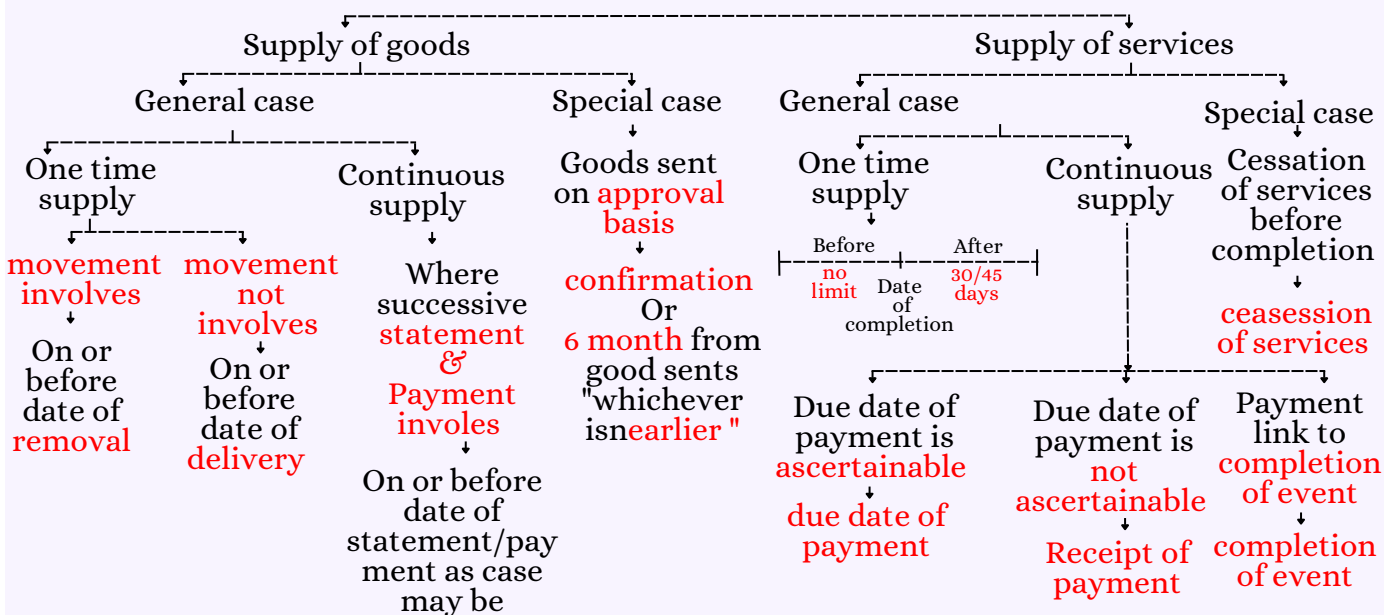 Supply of goods
General case
One time
supply
movement
involves
On or
before
date of
removal
movement
not
involves
On or
before
date of
delivery
Continuous
supply
Where
successive
statement
&
Payment
involes
On or before
date of
statement/pay
ment as case
may be
Special case
Goods sent
on approval
basis
confirmation
Or
6 month from
good sents
"whichever
isnearlier "
Supply of services
General case
One time
supply
Before
After
no
limit
30/45
days
Date
of
completion
Continuous
supply
Due date of
payment is
ascertainable
due date of
payment
Due date of
payment is
not
ascertainable
Receipt of
payment
Payment
link to
completion
of event
completion
of event
Special case
Cessation
of services
before
completion
ceasession
of services